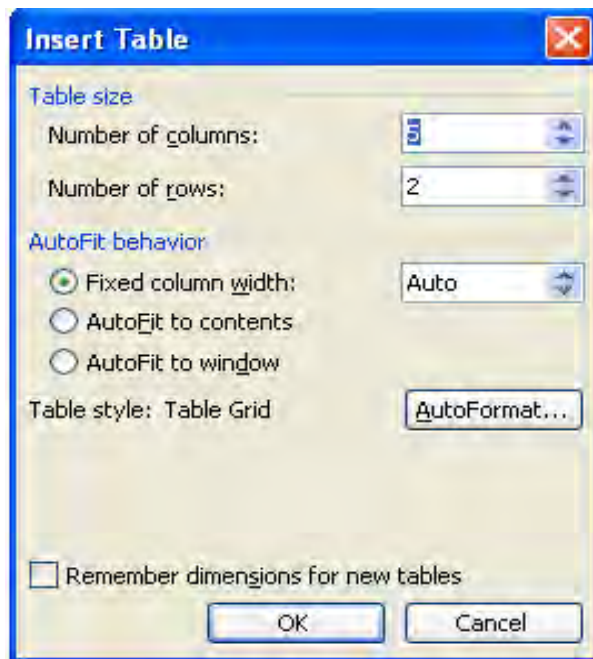 Insert Table
Table size
Number of columns: 5
Number of rows: 2
AutoFit behavior
Fixed column width: Auto
AutoFit to contents
AutoFit to window
Table style: Table Grid AutoFormat...
Remember dimensions for new tables
OK Cancel